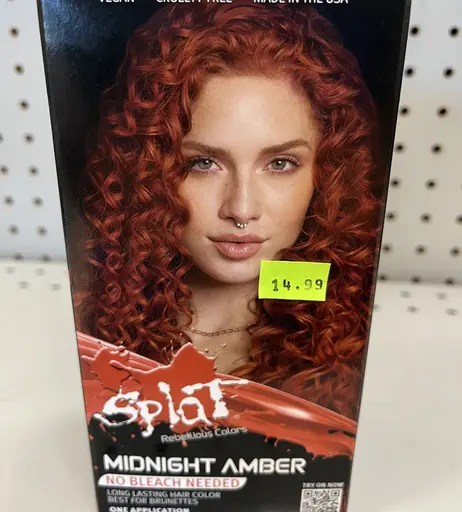 VEGAN CRUELTY FREE MADE IN THE USA
14.99
Splat
Rebellious Colors
MIDNIGHT AMBER
NO BLEACH NEEDED
LONG LASTING HAIR COLOR
BEST FOR BRUNETTES
ONE APPLICATION
TRY ON NOW